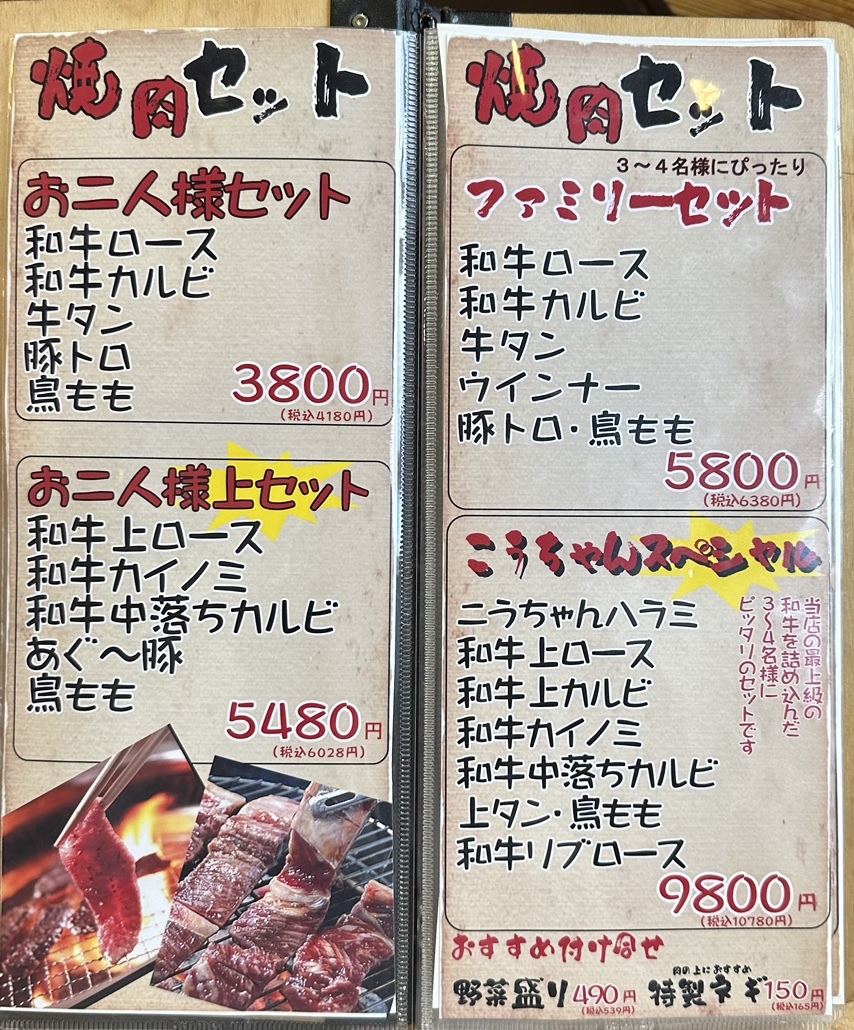 焼肉セット
お二人様セット
和牛ロース
和牛カルビ
牛タン
豚トロ
鳥もも
3800円
(税込4180円)
お二人様上セット
和牛上ロース
和牛カイノミ
和牛中落ちカルビ
あぐ〜豚
鳥もも
5480円
(税込6028円)
焼肉セット
3〜4名様にぴったり
ファミリーセット
和牛ロース
和牛カルビ
牛タン
ウインナー
豚トロ・鳥もも
5800円
(税込6380円)
こうちゃんスペシャル
当店の最上級の
和牛を詰め込んだ
3〜4名様に
ピッタリのセットです
こうちゃんハラミ
和牛上ロース
和牛上カルビ
和牛カイノミ
和牛中落ちカルビ
上タン・鳥もも
和牛リブロース
9800円
(税込10780円)
おすすめ付け合せ
肉の上におすすめ
野菜盛り490円 特製ネギ150円
(税込539円) (税込165円)